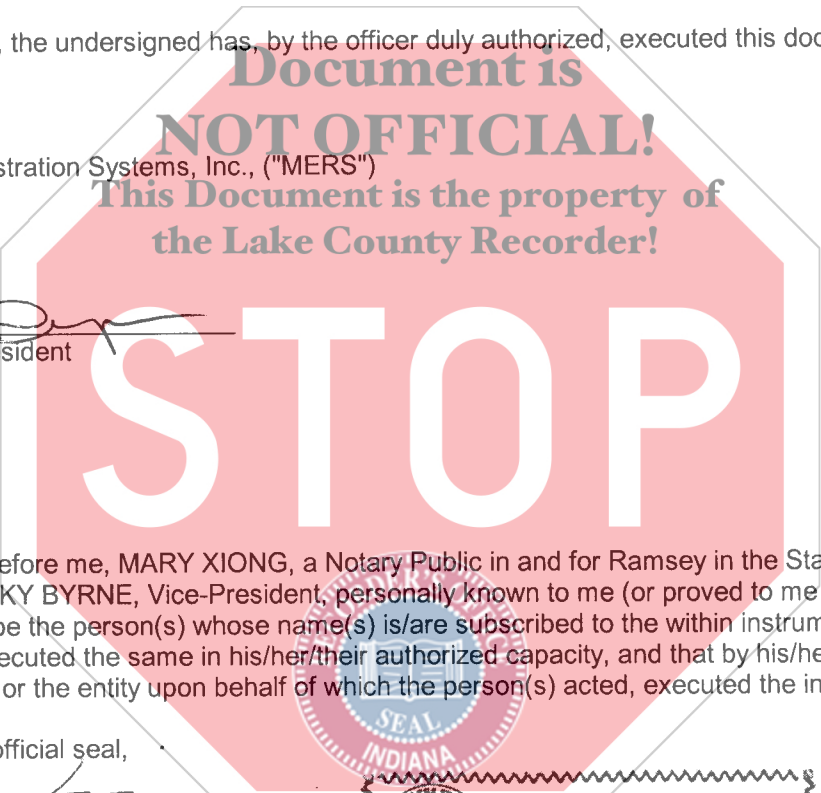 , the undersigned has, by the officer duly authorized, executed this doc
Document is
NOT OFFICIAL!
stration Systems, Inc., ("MERS")
This Document is the property of
the Lake County Recorder!
sident
STOP
efore me, MARY XIONG, a Notary Public in and for Ramsey in the Sta
KY BYRNE, Vice-President, personally known to me (or proved to me
be the person(s) whose name(s) is/are subscribed to the within instrum
ecuted the same in his/her/their authorized capacity, and that by his/he
or the entity upon behalf of which the person(s) acted, executed the in
SEAL
INDIANA
official seal,